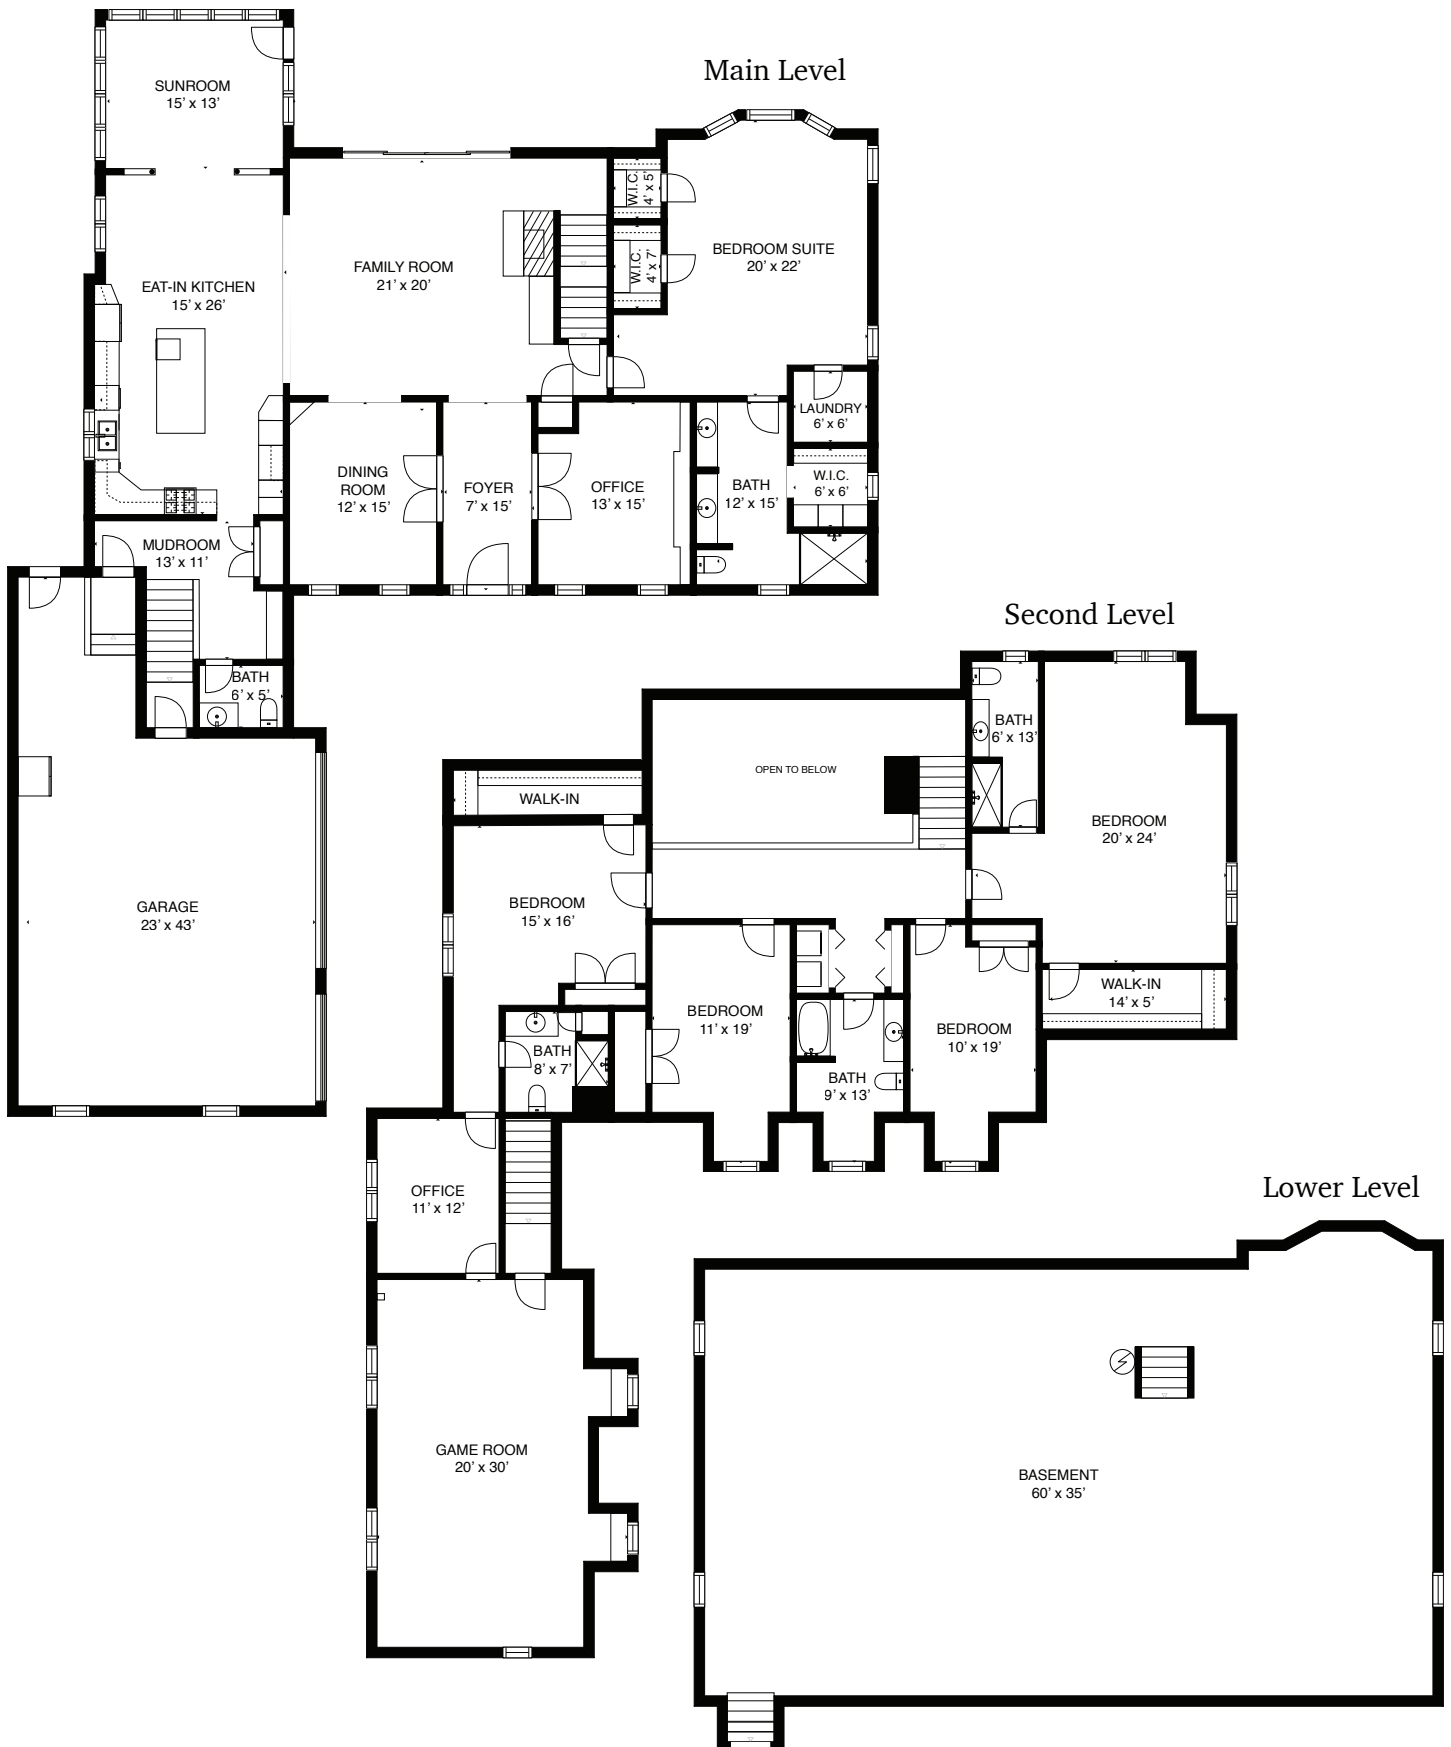 Main Level
SUNROOM
15' x 13'
W.I.C.
4' x 5'
W.I.C.
4' x 7'
BEDROOM SUITE
20' x 22'
FAMILY ROOM
21' x 20'
EAT-IN KITCHEN
15' x 26'
LAUNDRY
6' x 6'
DINING
ROOM
12' x 15'
FOYER
7' x 15'
OFFICE
13' x 15'
BATH
12' x 15'
W.I.C.
6' x 6'
MUDROOM
13' x 11'
BATH
6' x 5'
GARAGE
23' x 43'
Second Level
BATH
6' x 13'
OPEN TO BELOW
WALK-IN
BEDROOM
20' x 24'
BEDROOM
15' x 16'
WALK-IN
14' x 5'
BEDROOM
11' x 19'
BEDROOM
10' x 19'
BATH
8' x 7'
BATH
9' x 13'
OFFICE
11' x 12'
GAME ROOM
20' x 30'
Lower Level
BASEMENT
60' x 35'